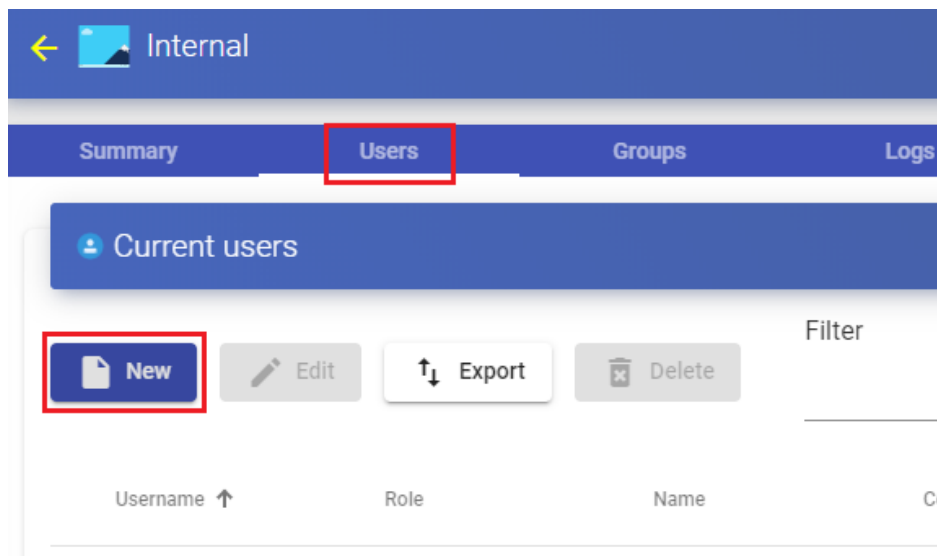 Internal
Summary Users Groups Logs
Current users
Filter
New Edit Export Delete
Username Role Name